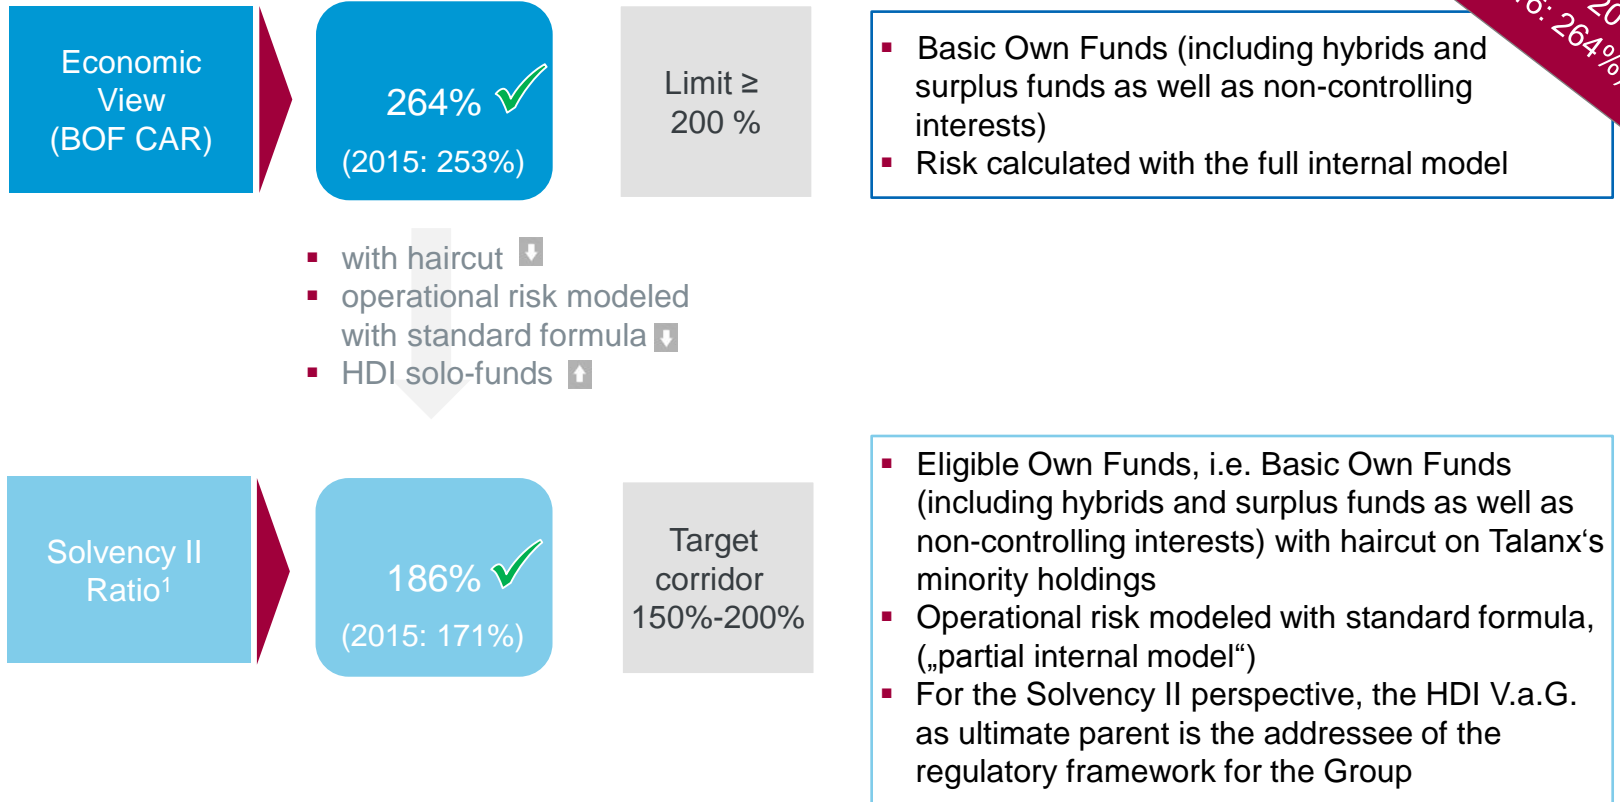 Economic
View
(BOF CAR)
264%
(2015: 253%)
Limit ≥
200 %
▪ Basic Own Funds (including hybrids and
surplus funds as well as non-controlling
interests)
▪ Risk calculated with the full internal model
6: 264%
▪ with haircut
▪ operational risk modeled
with standard formula
▪ HDI solo-funds
Solvency II
Ratio¹
186%
(2015: 171%)
Target
corridor
150%-200%
▪ Eligible Own Funds, i.e. Basic Own Funds
(including hybrids and surplus funds as well as
non-controlling interests) with haircut on Talanx‘s
minority holdings
▪ Operational risk modeled with standard formula,
(„partial internal model“)
▪ For the Solvency II perspective, the HDI V.a.G.
as ultimate parent is the addressee of the
regulatory framework for the Group